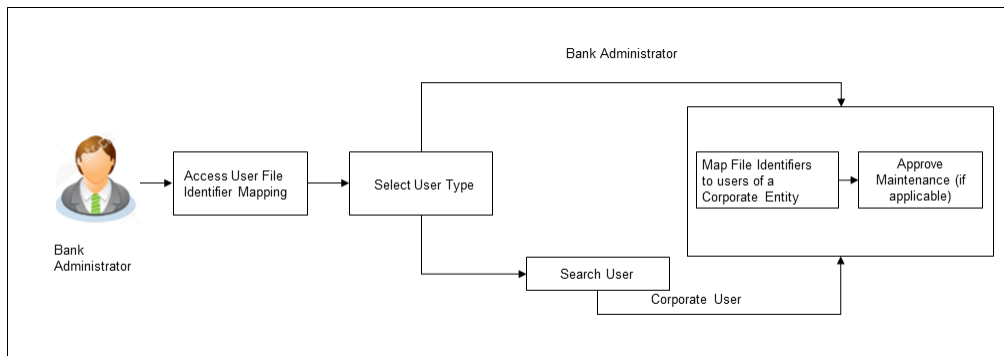 Bank Administrator
Access User File
Identifier Mapping
Select User Type
Map File Identifiers
to users of a
Corporate Entity
Approve
Maintenance (if
applicable)
Bank
Administrator
Search User
Corporate User